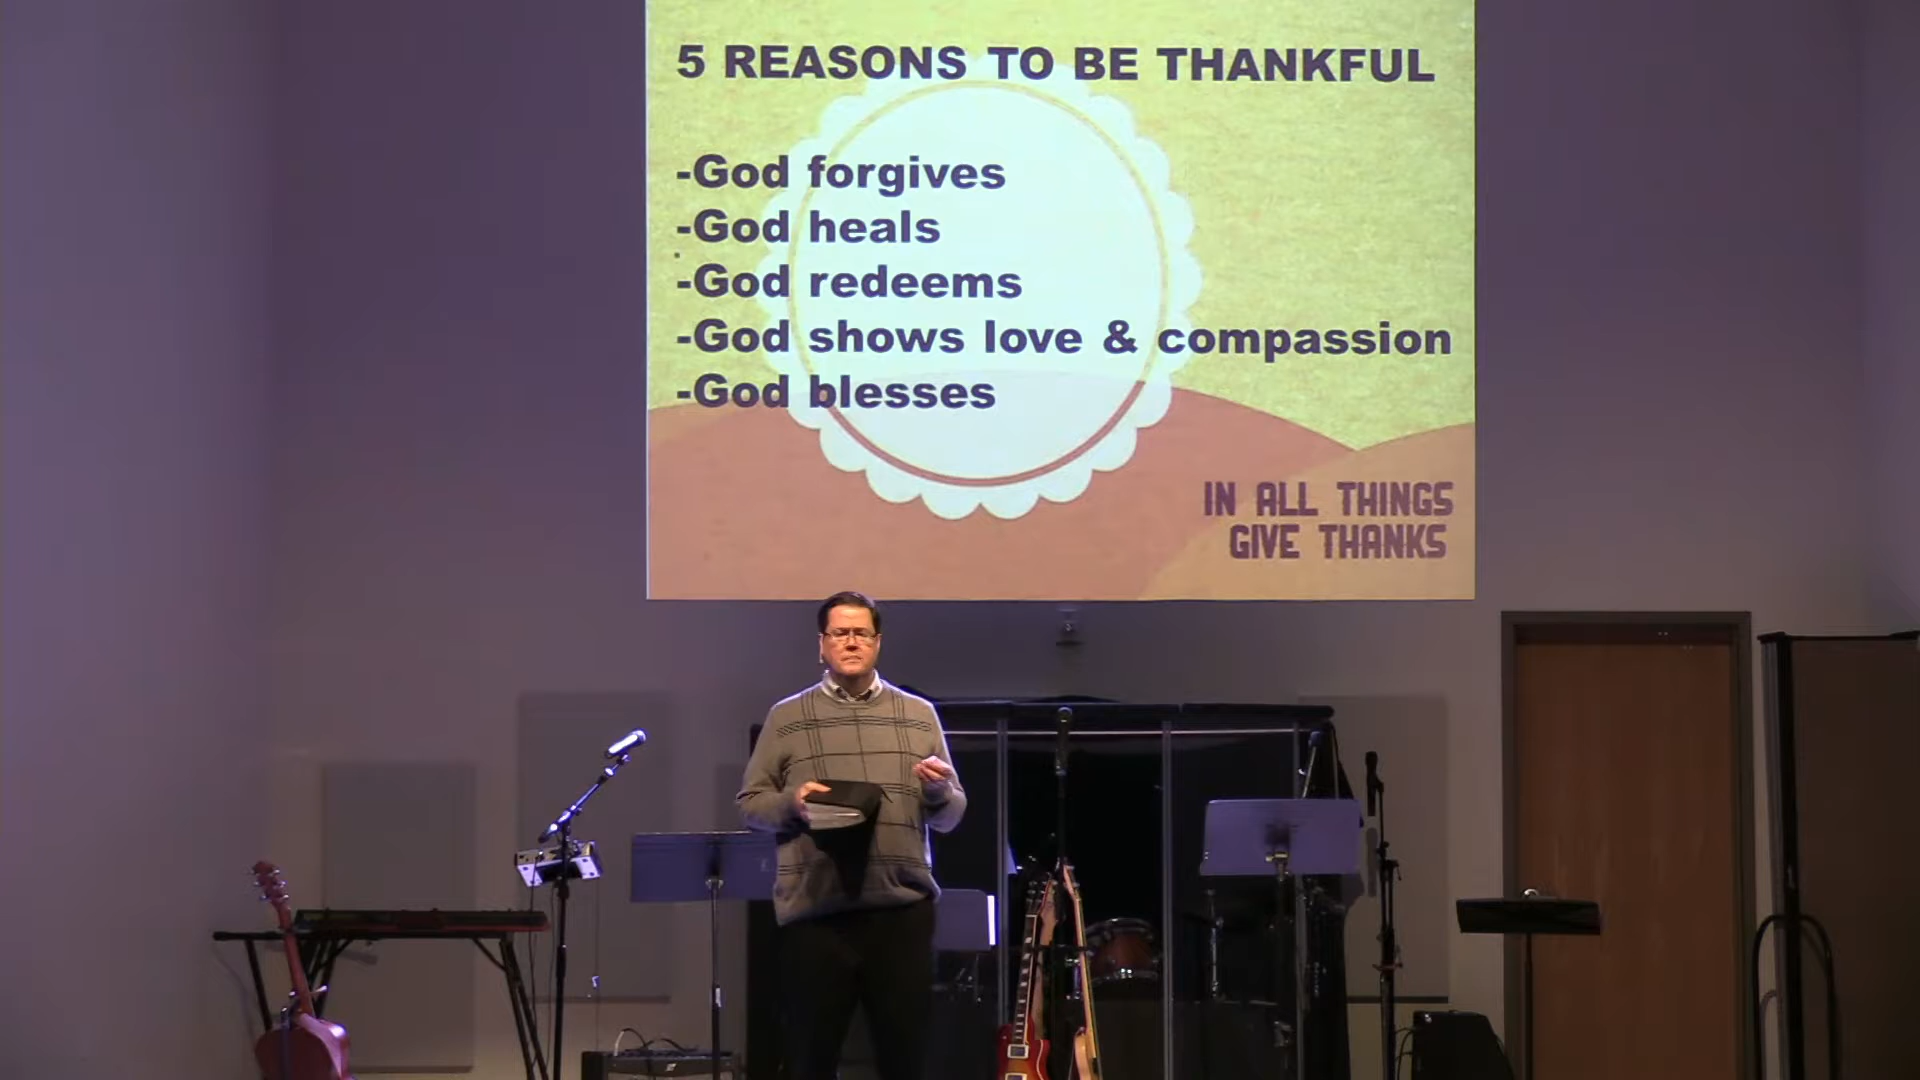 5 REASONS TO BE THANKFUL
-God forgives
-God heals
-God redeems
-God shows love & compassion
-God blesses
IN ALL THINGS
GIVE THANKS